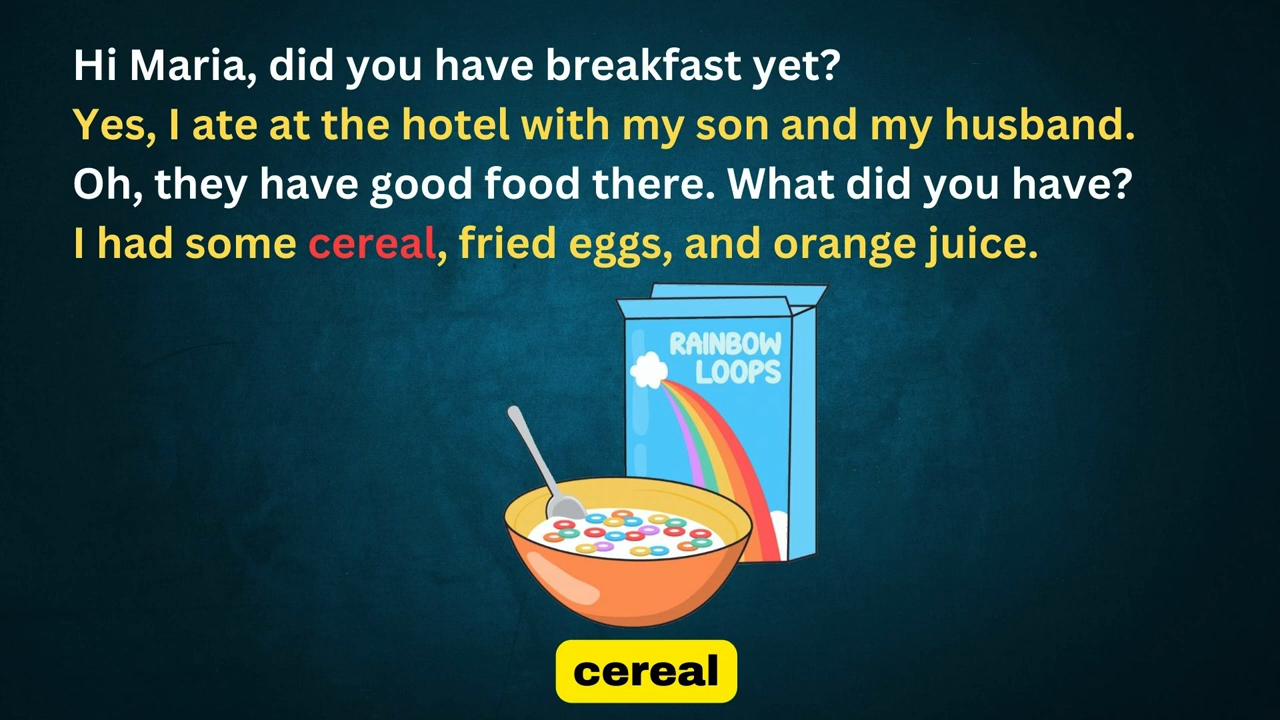 Hi Maria, did you have breakfast yet?
Yes, I ate at the hotel with my son and my husband.
Oh, they have good food there. What did you have?
I had some cereal, fried eggs, and orange juice.
RAINBOW
LOOPS
cereal